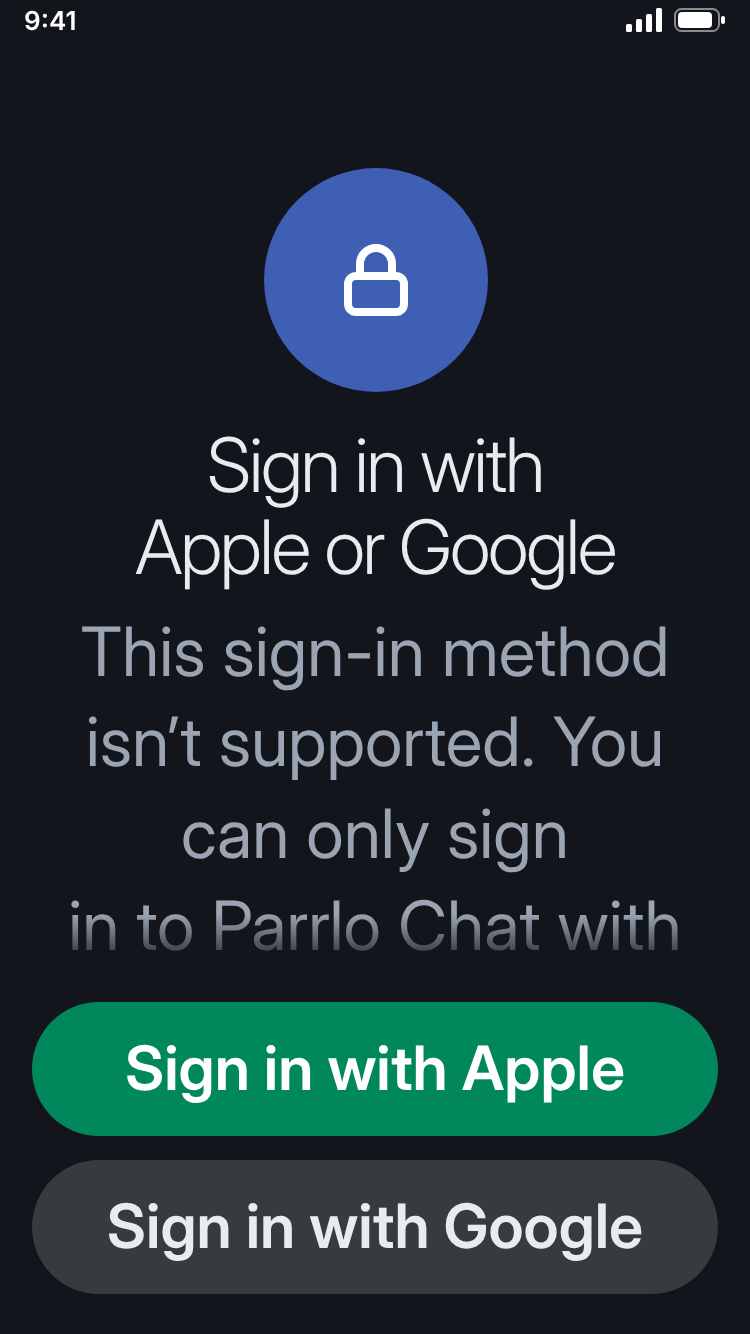 9:41
Sign in with
Apple or Google
This sign-in method
isn’t supported. You
can only sign
in to Parrlo Chat with
Sign in with Apple
Sign in with Google